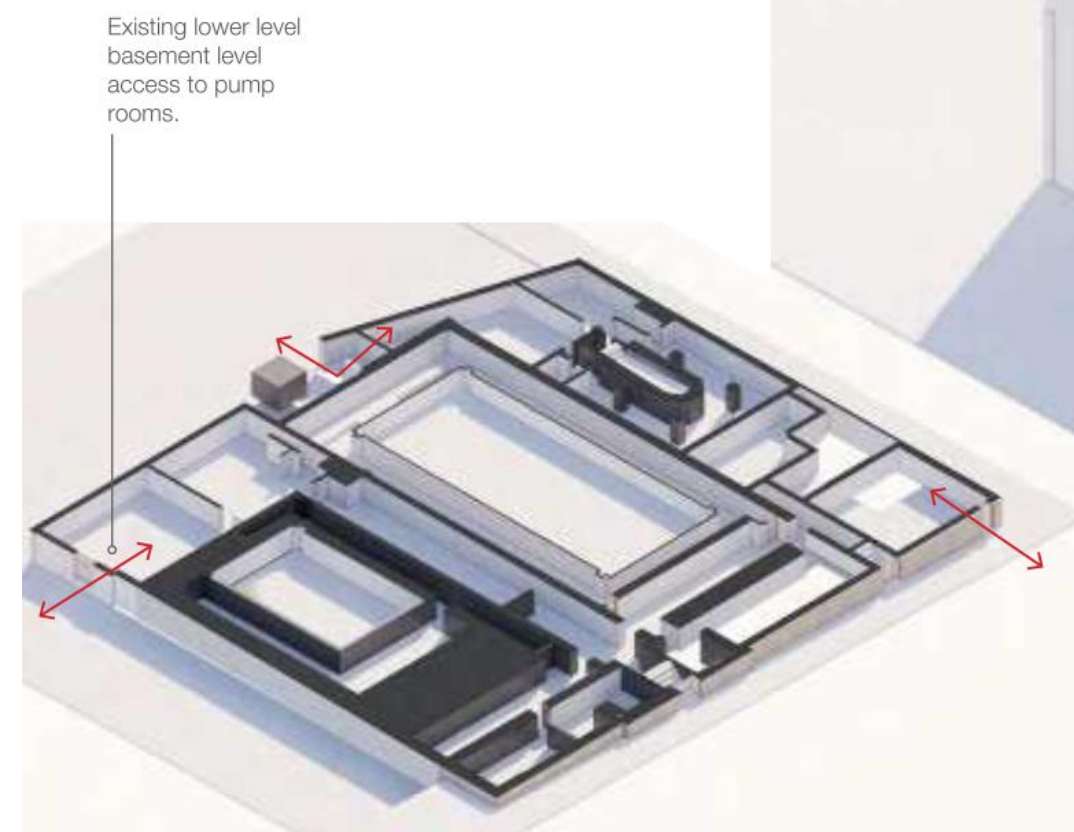 Existing lower level
basement level
access to pump
rooms.